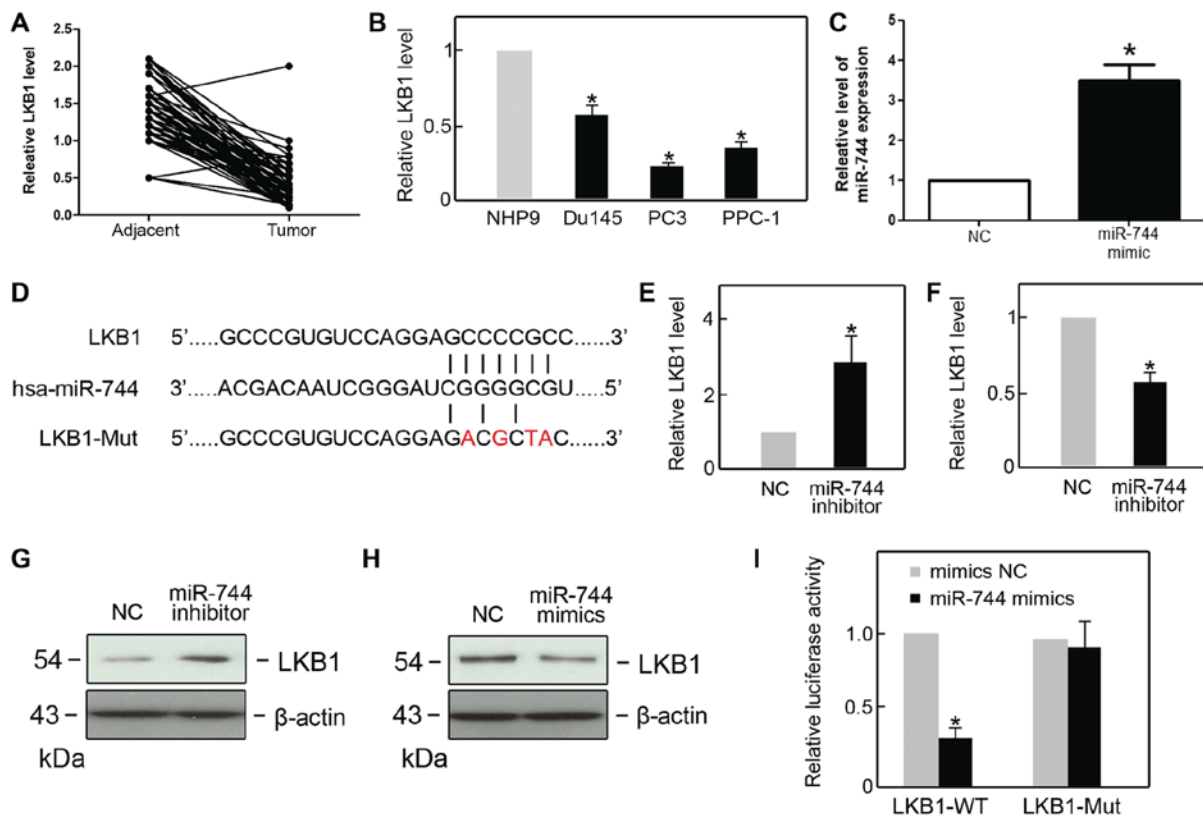 A
Releative LKB1 level
2.5
2.0
1.5
1.0
0.5
0.0
Adjacent Tumor
B
Relative LKB1 level
1
0.5
0
* * *
NHP9 Du145 PC3 PPC-1
C
Releative level of
miR-744 expression
5
4
3
2
1
0
*
NC miR-744
mimic
D
LKB1 5’.....GCCCGUGUCCAGGAGCCCCGCC......3’
hsa-miR-744 3’ ACGACAAUCGGGAUCGGGGCGU.....5’
LKB1-Mut 5’.....GCCCGUGUCCAGGAGACGCTAC......3’
E
Relative LKB1 level
4
2
0
*
NC miR-744
inhibitor
F
Relative LKB1 level
1
0.5
0
*
NC miR-744
inhibitor
G
NC miR-744
inhibitor
54 – – LKB1
43 – – β-actin
kDa
H
NC miR-744
mimics
54 – – LKB1
43 – – β-actin
kDa
I
Relative luciferase activity
mimics NC
miR-744 mimics
1.0
0.5
0
*
LKB1-WT LKB1-Mut